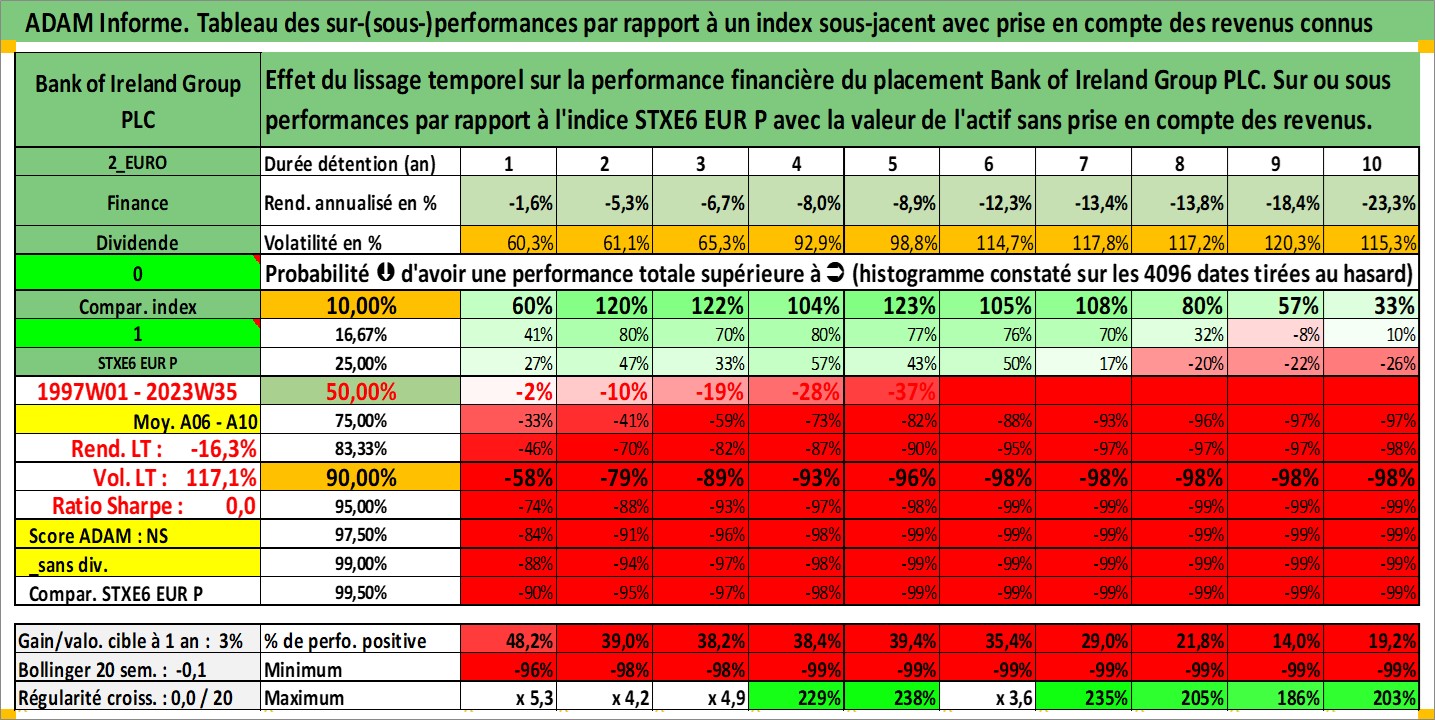 ADAM Informe. Tableau des sur-(sous-)performances par rapport à un index sous-jacent avec prise en compte des revenus connus
Bank of Ireland Group PLC
Effet du lissage temporel sur la performance financière du placement Bank of Ireland Group PLC. Sur ou sous
performances par rapport à l'indice STXE6 EUR P avec la valeur de l'actif sans prise en compte des revenus.
2_EURO Durée détention (an) 1 2 3 4 5 6 7 8 9 10
Finance Rend. annualisé en % -1,6% -5,3% -6,7% -8,0% -8,9% -12,3% -13,4% -13,8% -18,4% -23,3%
Dividende Volatilité en % 60,3% 61,1% 65,3% 92,9% 98,8% 114,7% 117,8% 117,2% 120,3% 115,3%
0 Probabilité d'avoir une performance totale supérieure à (histogramme constaté sur les 4096 dates tirées au hasard)
Compar. index 10,00% 60% 120% 122% 104% 123% 105% 108% 80% 57% 33%
1 16,67% 41% 80% 70% 80% 77% 76% 70% 32% -8% 10%
STXE6 EUR P 25,00% 27% 47% 33% 57% 43% 50% 17% -20% -22% -26%
1997W01 - 2023W35 50,00% -2% -10% -19% -28% -37%
Moy. A06 - A10 75,00% -33% -41% -59% -73% -82% -88% -93% -96% -97% -97%
Rend. LT : -16,3% 83,33% -46% -70% -82% -87% -90% -95% -97% -97% -97% -98%
Vol. LT : 117,1% 90,00% -58% -79% -89% -93% -96% -98% -98% -98% -98% -98%
Ratio Sharpe : 0,0 95,00% -74% -88% -93% -97% -98% -99% -99% -99% -99% -99%
Score ADAM : NS 97,50% -84% -91% -96% -98% -99% -99% -99% -99% -99% -99%
_sans div. 99,00% -88% -94% -97% -98% -99% -99% -99% -99% -99% -99%
Compar. STXE6 EUR P 99,50% -90% -95% -97% -98% -99% -99% -99% -99% -99% -99%
Gain/valo. cible à 1 an : 3% % de perfo. positive 48,2% 39,0% 38,2% 38,4% 39,4% 35,4% 29,0% 21,8% 14,0% 19,2%
Bollinger 20 sem. : -0,1 Minimum -96% -98% -98% -99% -99% -99% -99% -99% -99% -99%
Régularité croiss. : 0,0 / 20 Maximum x 5,3 x 4,2 x 4,9 229% 238% x 3,6 235% 205% 186% 203%